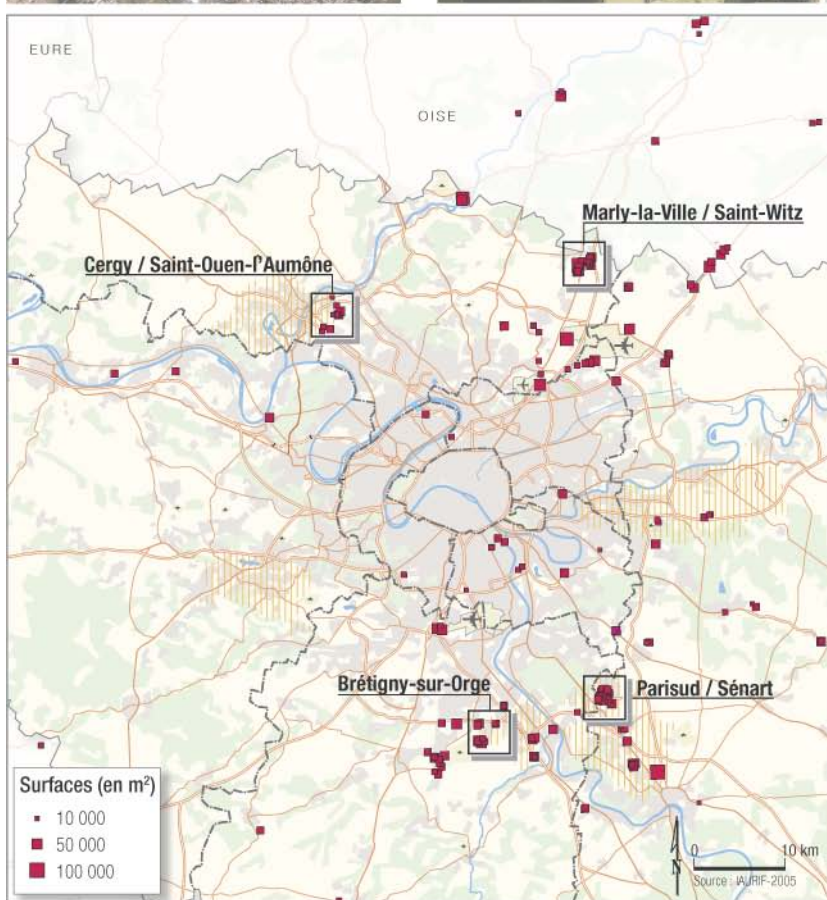 EURE
OISE
Marly-la-Ville / Saint-Witz
Cergy / Saint-Ouen-l'Aumône
Brétigny-sur-Orge
Parisud / Sénart
Surfaces (en m²)
10 000
50 000
100 000
N
0 10 km
Source : IAURIF-2005